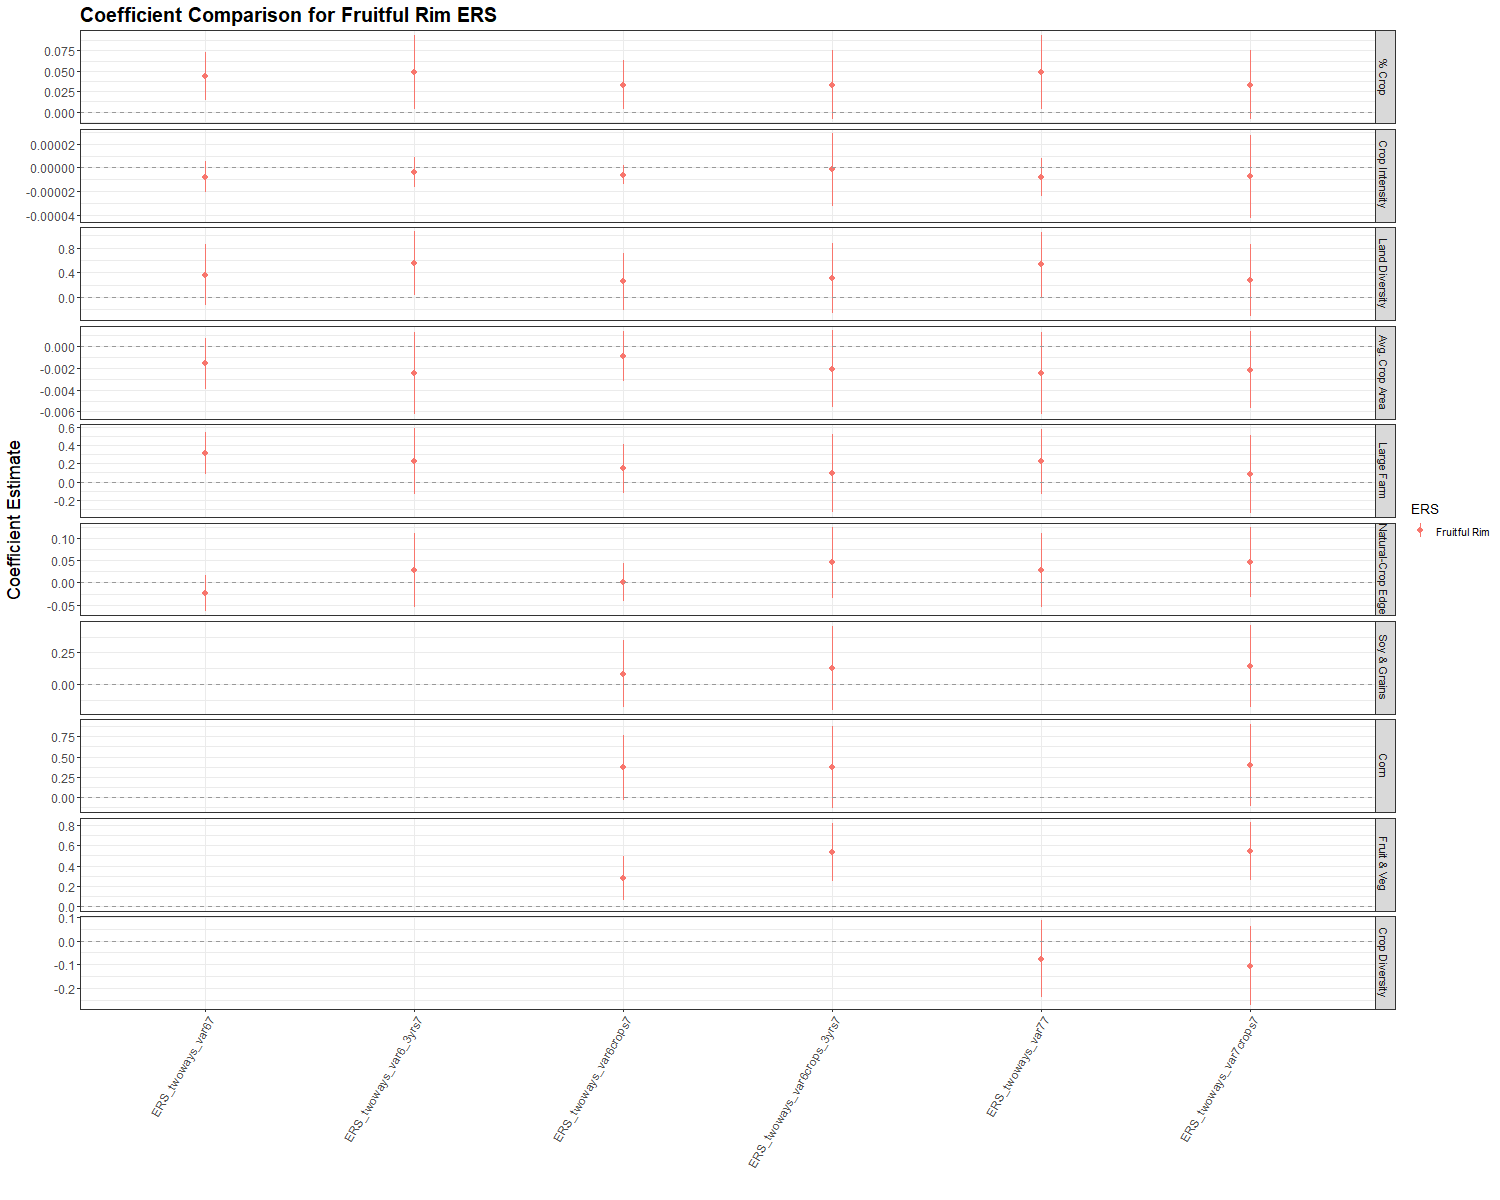 Coefficient Comparison for Fruitful Rim ERS
Coefficient Estimate
0.075
0.050
0.025
0.000
% Crop
0.00002
0.00000
-0.00002
-0.00004
Crop Intensity
0.8
0.4
0.0
Land Diversity
0.000
-0.002
-0.004
-0.006
Avg. Crop Area
0.6
0.4
0.2
0.0
-0.2
Large Farm
0.10
0.05
0.00
-0.05
Natural-Crop Edge
0.25
0.00
Soy & Grains
0.75
0.50
0.25
0.00
Corn
0.8
0.6
0.4
0.2
0.0
Fruit & Veg
0.1
0.0
-0.1
-0.2
Crop Diversity
ERS_twoways_var67
ERS_twoways_var6_3yrs7
ERS_twoways_var6crops7
ERS_twoways_var6crops_3yrs7
ERS_twoways_var77
ERS_twoways_var7crops7
ERS
Fruitful Rim